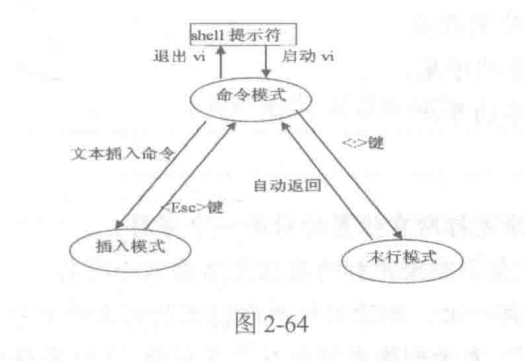 shell 提示符
退出 vi
启动 vi
命令模式
文本插入命令
<:>键
<Esc>键
自动返回
插入模式
末行模式
图 2-64